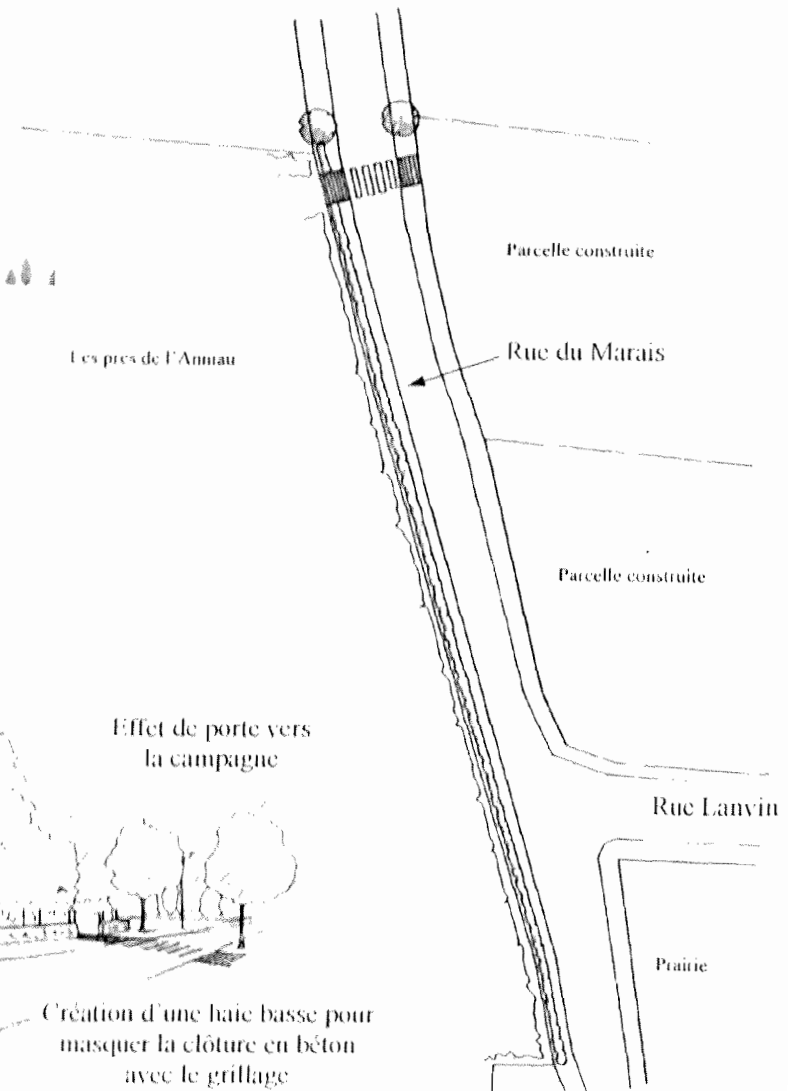 Parcelle construite
Rue du Marais
Les prés de l'Anniau
Parcelle construite
Effet de porte vers
la campagne
Rue Lanvin
Prairie
Création d'une haie basse pour
masquer la clôture en béton
avec le grillage